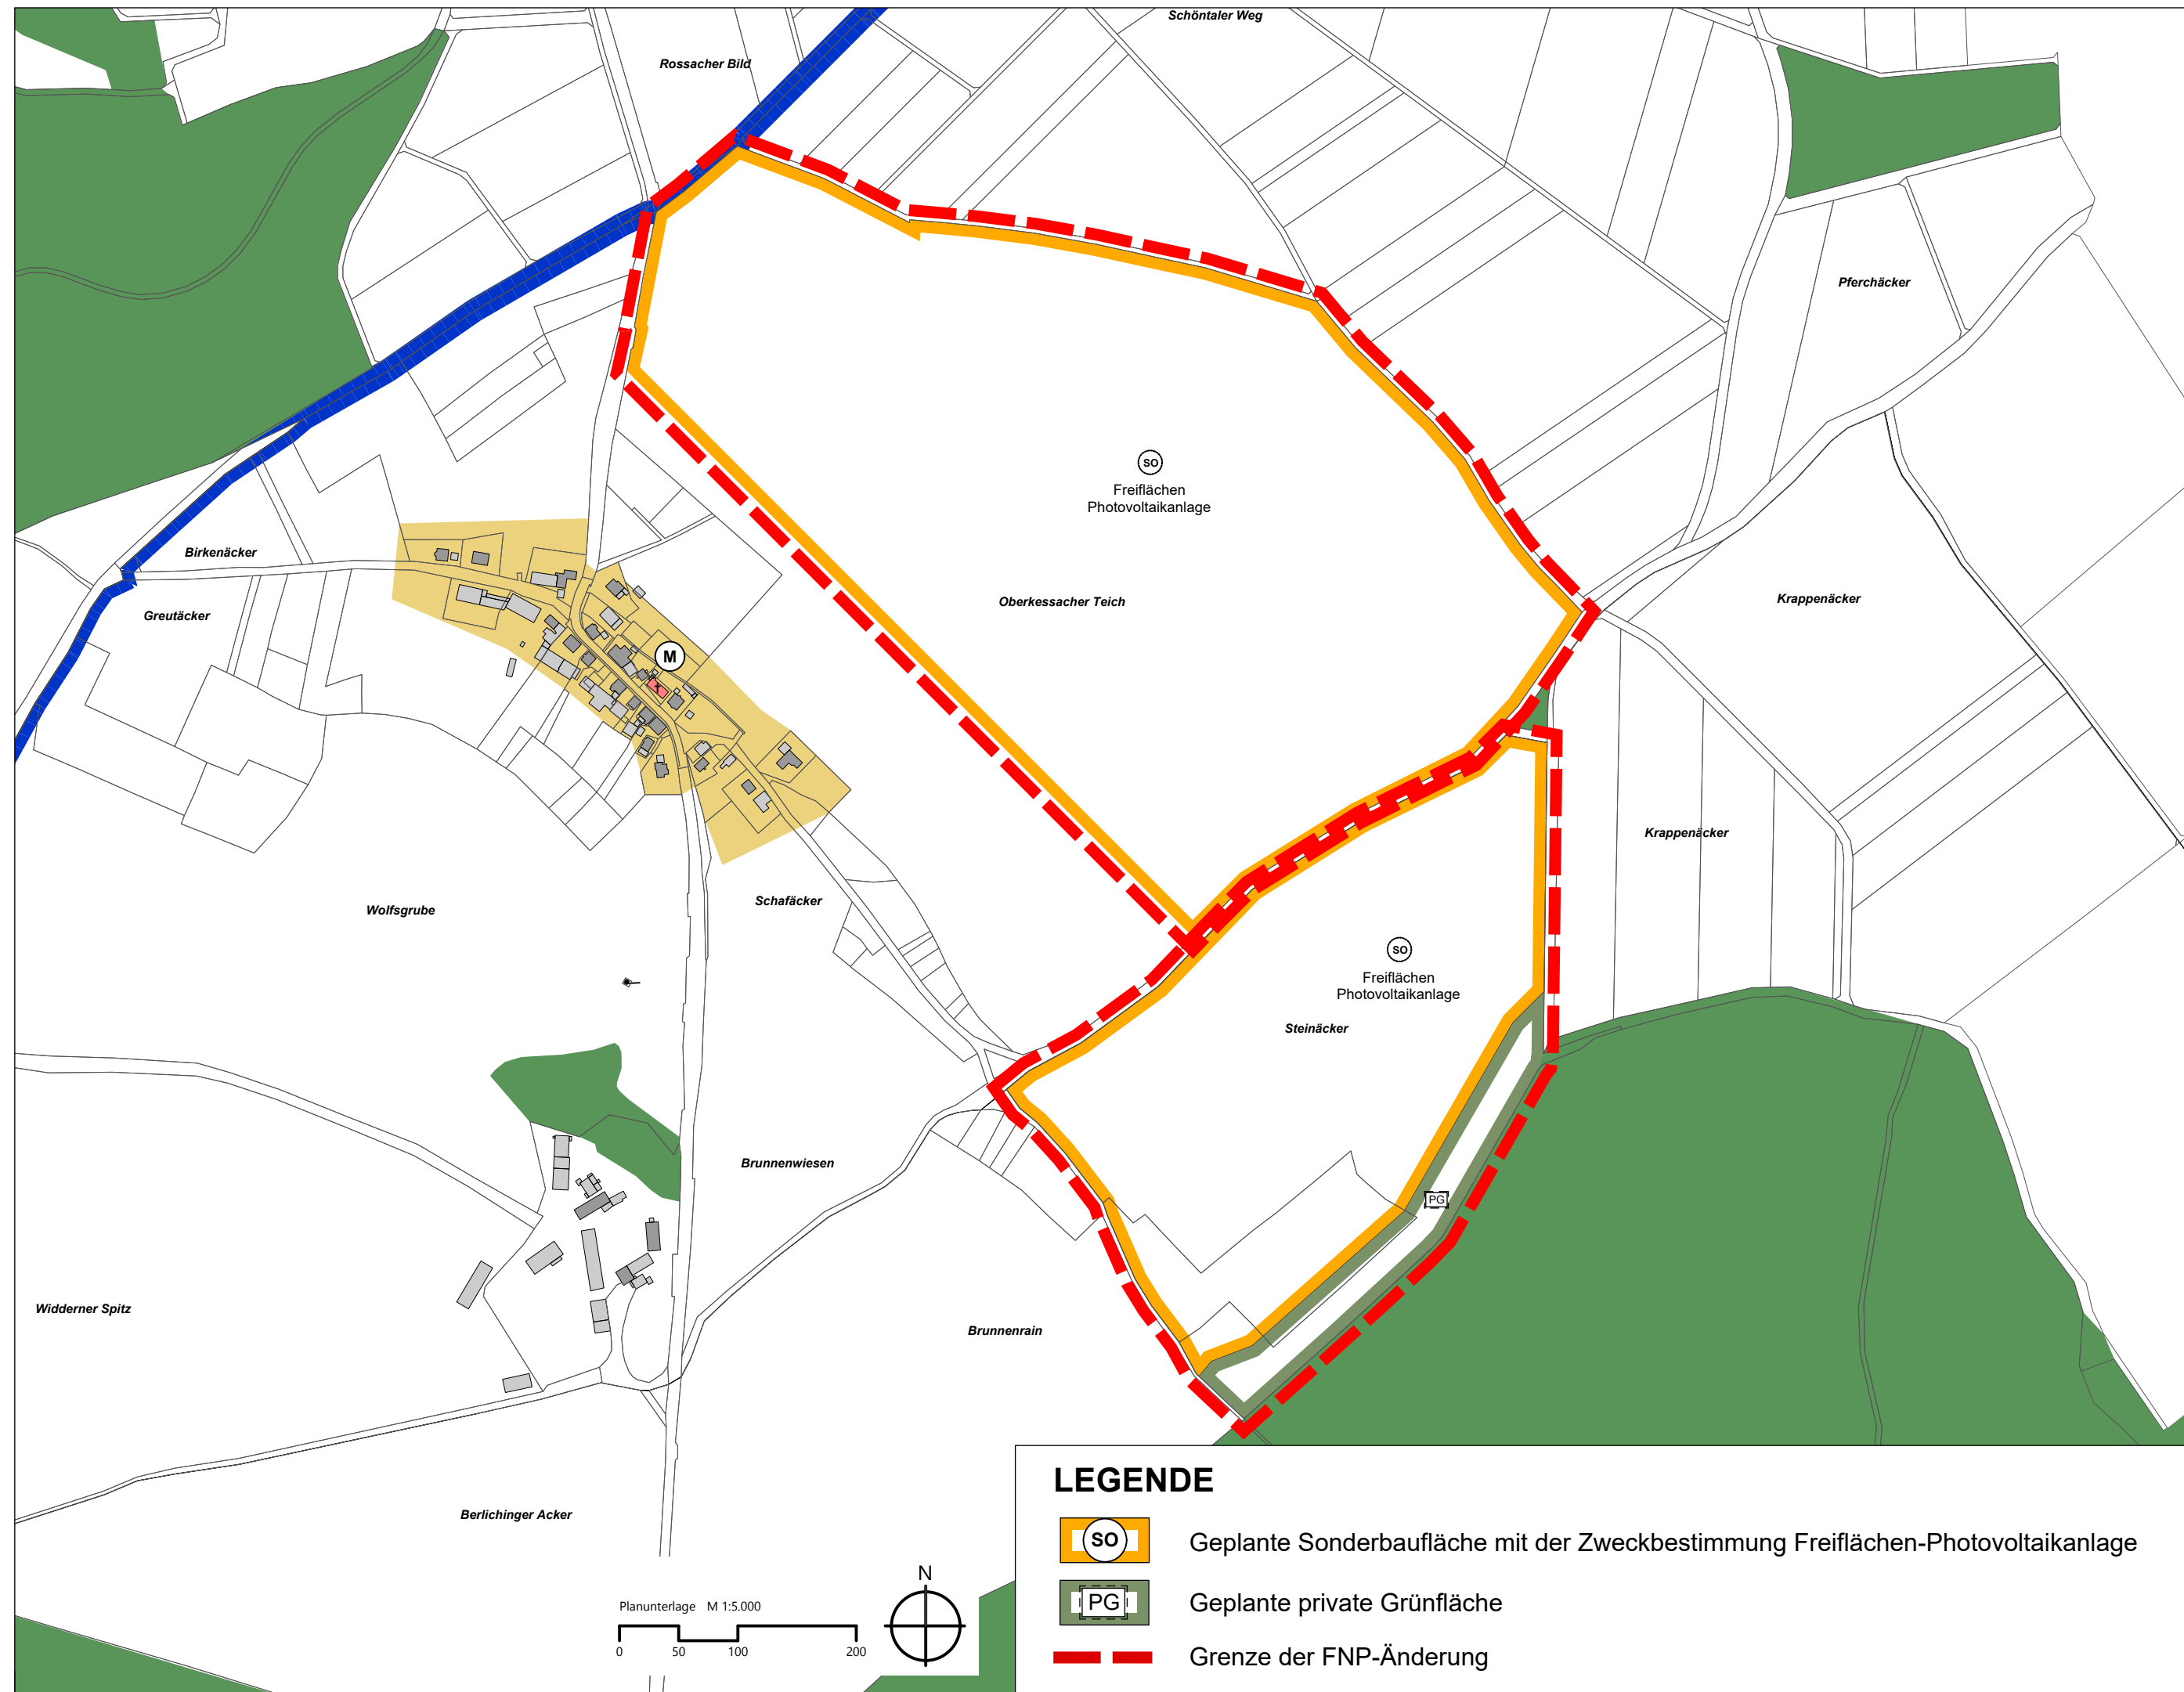 Schöntaler Weg
Rossacher Bild
Pferchäcker
SO
Freiflächen
Photovoltaikanlage
Birkenäcker
Oberkessacher Teich
Krappenäcker
Greutäcker
M
Krappenäcker
Schafäcker
Wolfsgrube
SO
Freiflächen
Photovoltaikanlage
Steinäcker
Brunnenwiesen
PG
Widderner Spitz
Brunnenrain
Berlichinger Acker
N
Planunterlage M 1:5.000
0 50 100 200
LEGENDE
SO Geplante Sonderbaufläche mit der Zweckbestimmung Freiflächen-Photovoltaikanlage
PG Geplante private Grünfläche
Grenze der FNP-Änderung